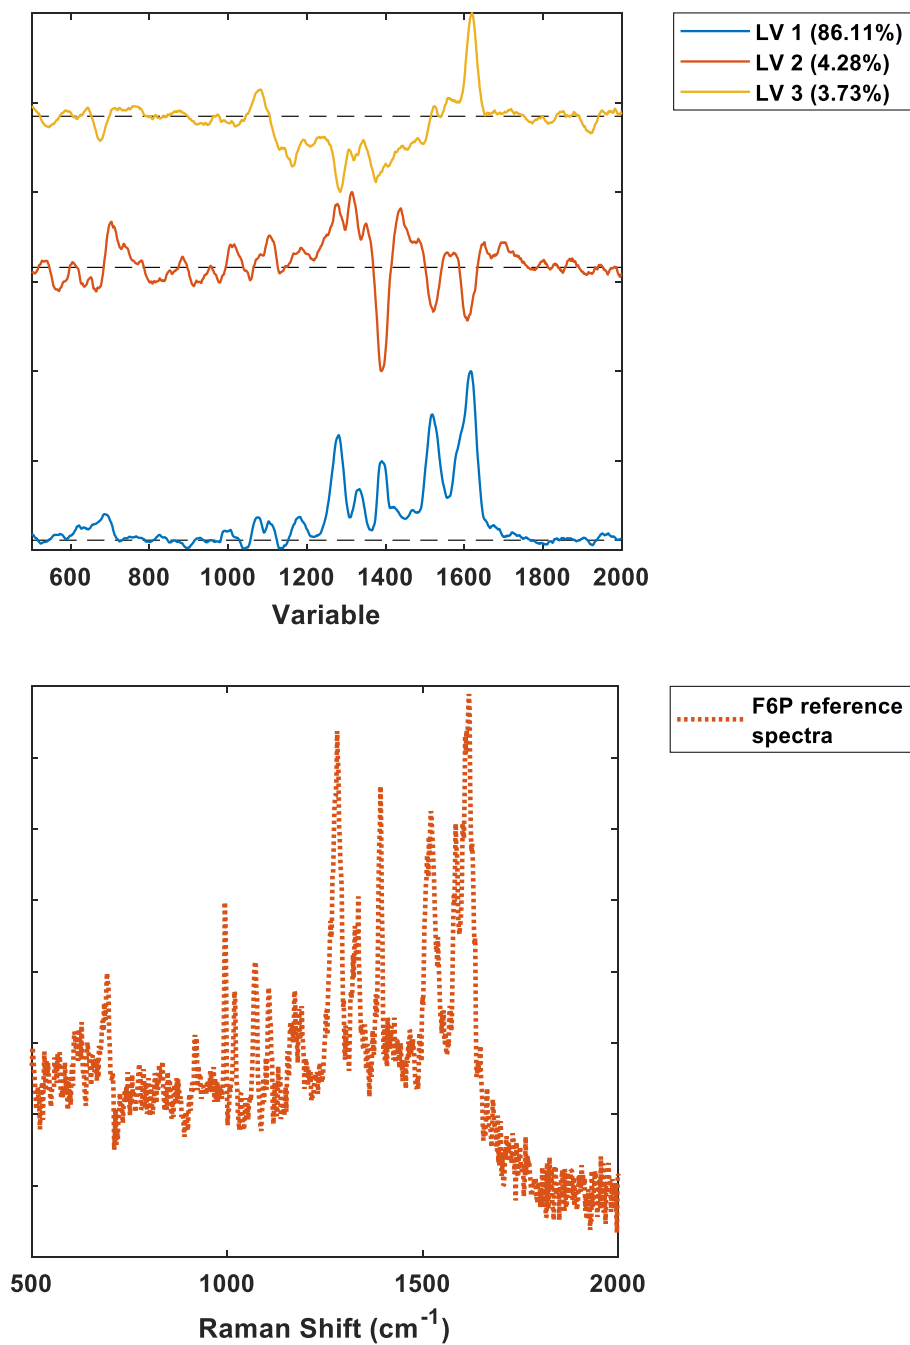 LV 1 (86.11%)
LV 2 (4.28%)
LV 3 (3.73%)
600 800 1000 1200 1400 1600 1800 2000
Variable
F6P reference
spectra
500 1000 1500 2000
Raman Shift (cm⁻¹)